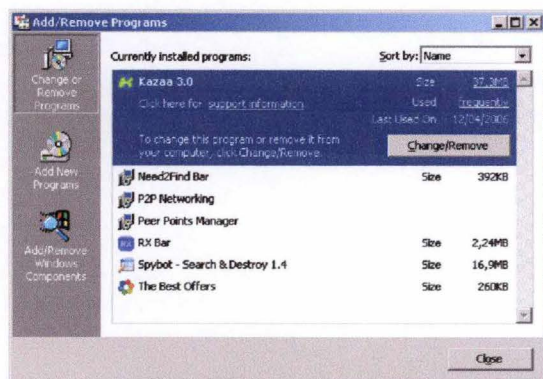 Add/Remove Programs
Change or
Remove
Programs
Add New
Programs
Add/Remove
Windows
Components
Currently installed programs:
Sort by: Name
Kazaa 3.0
Size 37,3MB
Click here for support information.
Used frequently
Last Used On 12/04/2006
To change this program or remove it from
your computer, click Change/Remove.
Change/Remove
Need2Find Bar Size 392KB
P2P Networking
Peer Points Manager
RX Bar Size 2,24MB
Spybot - Search & Destroy 1.4 Size 16,9MB
The Best Offers Size 260KB
Close